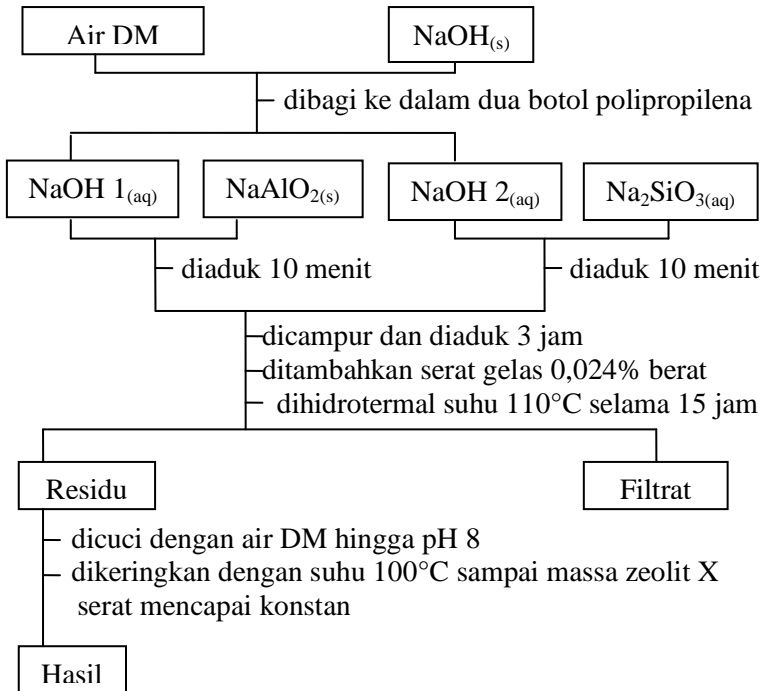 Air DM
NaOH(s)
dibagi ke dalam dua botol polipropilena
NaOH 1(aq)
NaAlO2(s)
NaOH 2(aq)
Na2SiO3(aq)
diaduk 10 menit
diaduk 10 menit
dicampur dan diaduk 3 jam
ditambahkan serat gelas 0,024% berat
dihidrotermal suhu 110°C selama 15 jam
Residu
Filtrat
dicuci dengan air DM hingga pH 8
dikeringkan dengan suhu 100°C sampai massa zeolit X
serat mencapai konstan
Hasil